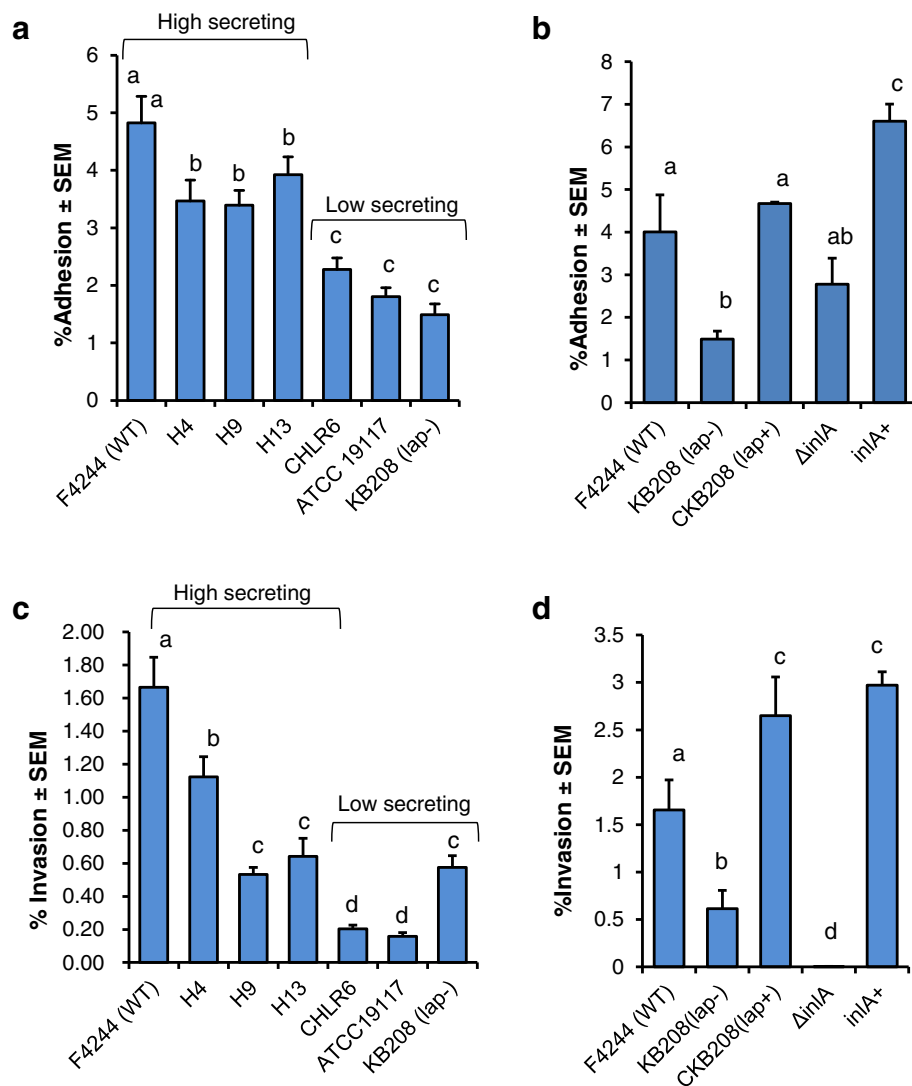 a
High secreting
%Adhesion ± SEM
6
5
4
3
2
1
0
a
a
b
b
b
Low secreting
c
c
c
F4244 (WT)
H4
H9
H13
CHLR6
ATCC 19117
KB208 (lap-)
b
%Adhesion ± SEM
8
7
6
5
4
3
2
1
0
a
b
a
ab
c
F4244 (WT)
KB208 (lap-)
CKB208 (lap+)
ΔinlA
inlA+
c
High secreting
% Invasion ± SEM
2.00
1.80
1.60
1.40
1.20
1.00
0.80
0.60
0.40
0.20
0.00
a
b
c
c
Low secreting
d
d
c
F4244 (WT)
H4
H9
H13
CHLR6
ATCC19117
KB208 (lap-)
d
%Invasion ± SEM
3.5
3
2.5
2
1.5
1
0.5
0
a
b
c
d
c
F4244 (WT)
KB208(lap-)
CKB208(lap+)
ΔinlA
inlA+